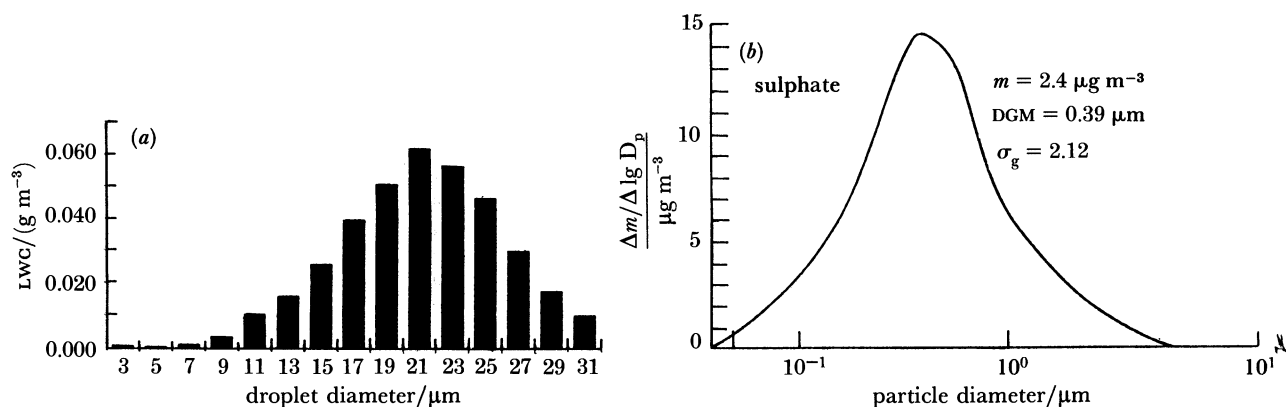 (a)
0.060
0.040
0.020
0.000
LWC/(g m⁻³)
3 5 7 9 11 13 15 17 19 21 23 25 27 29 31
droplet diameter/μm
(b)
sulphate
m = 2.4 μg m⁻³
DGM = 0.39 μm
σg = 2.12
15
10
5
0
Δm/Δ lg Dp
μg m⁻³
10⁻¹ 10⁰ 10¹
particle diameter/μm